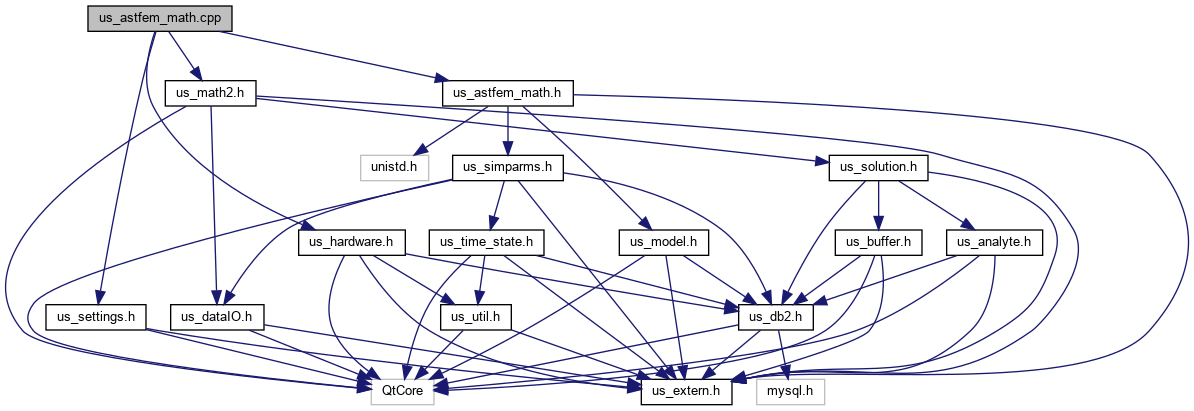 us_astfem_math.cpp
us_math2.h
us_astfem_math.h
unistd.h
us_simparms.h
us_solution.h
us_hardware.h
us_time_state.h
us_model.h
us_buffer.h
us_analyte.h
us_settings.h
us_dataIO.h
us_util.h
us_db2.h
QtCore
us_extern.h
mysql.h